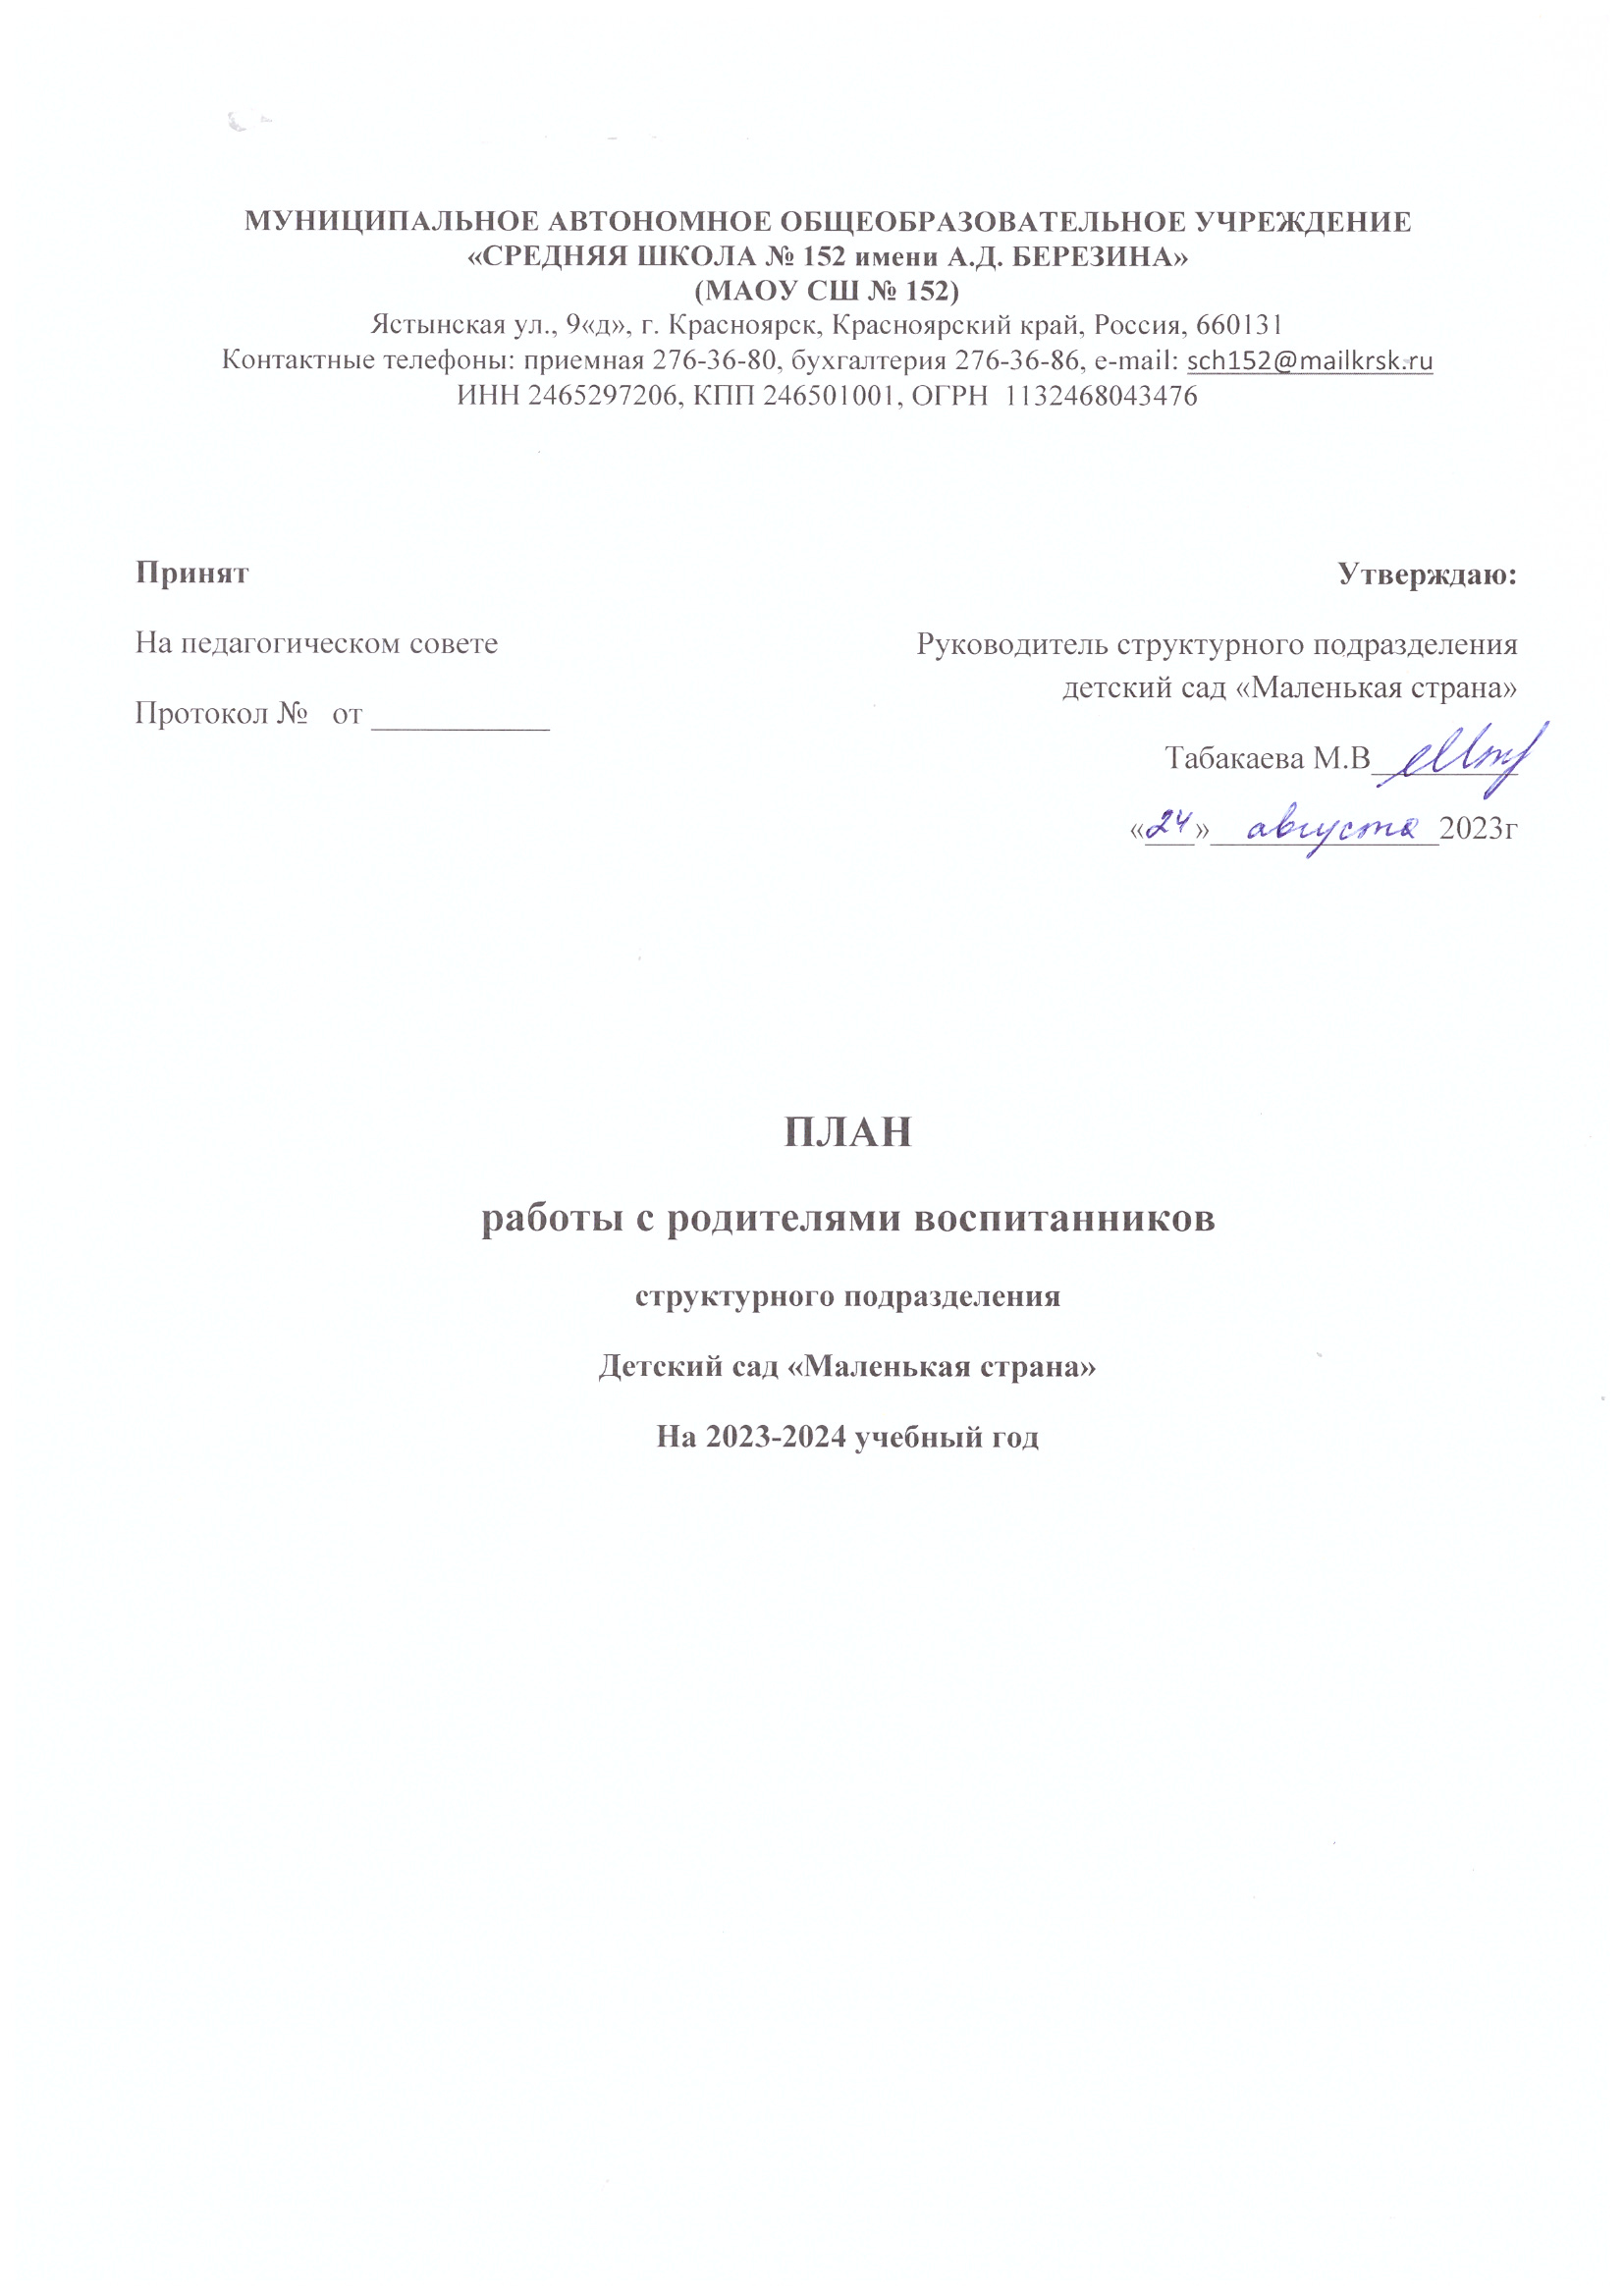 МУНИЦИПАЛЬНОЕ АВТОНОМНОЕ ОБЩЕОБРАЗОВАТЕЛЬНОЕ УЧРЕЖДЕНИЕ
«СРЕДНЯЯ ШКОЛА № 152 имени А.Д. БЕРЕЗИНА»
(МАОУ СШ № 152)
Ястынская ул., 9«д», г. Красноярск, Красноярский край, Россия, 660131
Контактные телефоны: приемная 276-36-80, бухгалтерия 276-36-86, e-mail: sch152@mailkrsk.ru
ИНН 2465297206, КПП 246501001, ОГРН 1132468043476
Принят
На педагогическом совете
Протокол № от ___________
Утверждаю:
Руководитель структурного подразделения
детский сад «Маленькая страна»
Табакаева М.В_________
«24» августа 2023г
ПЛАН
работы с родителями воспитанников
структурного подразделения
Детский сад «Маленькая страна»
На 2023-2024 учебный год